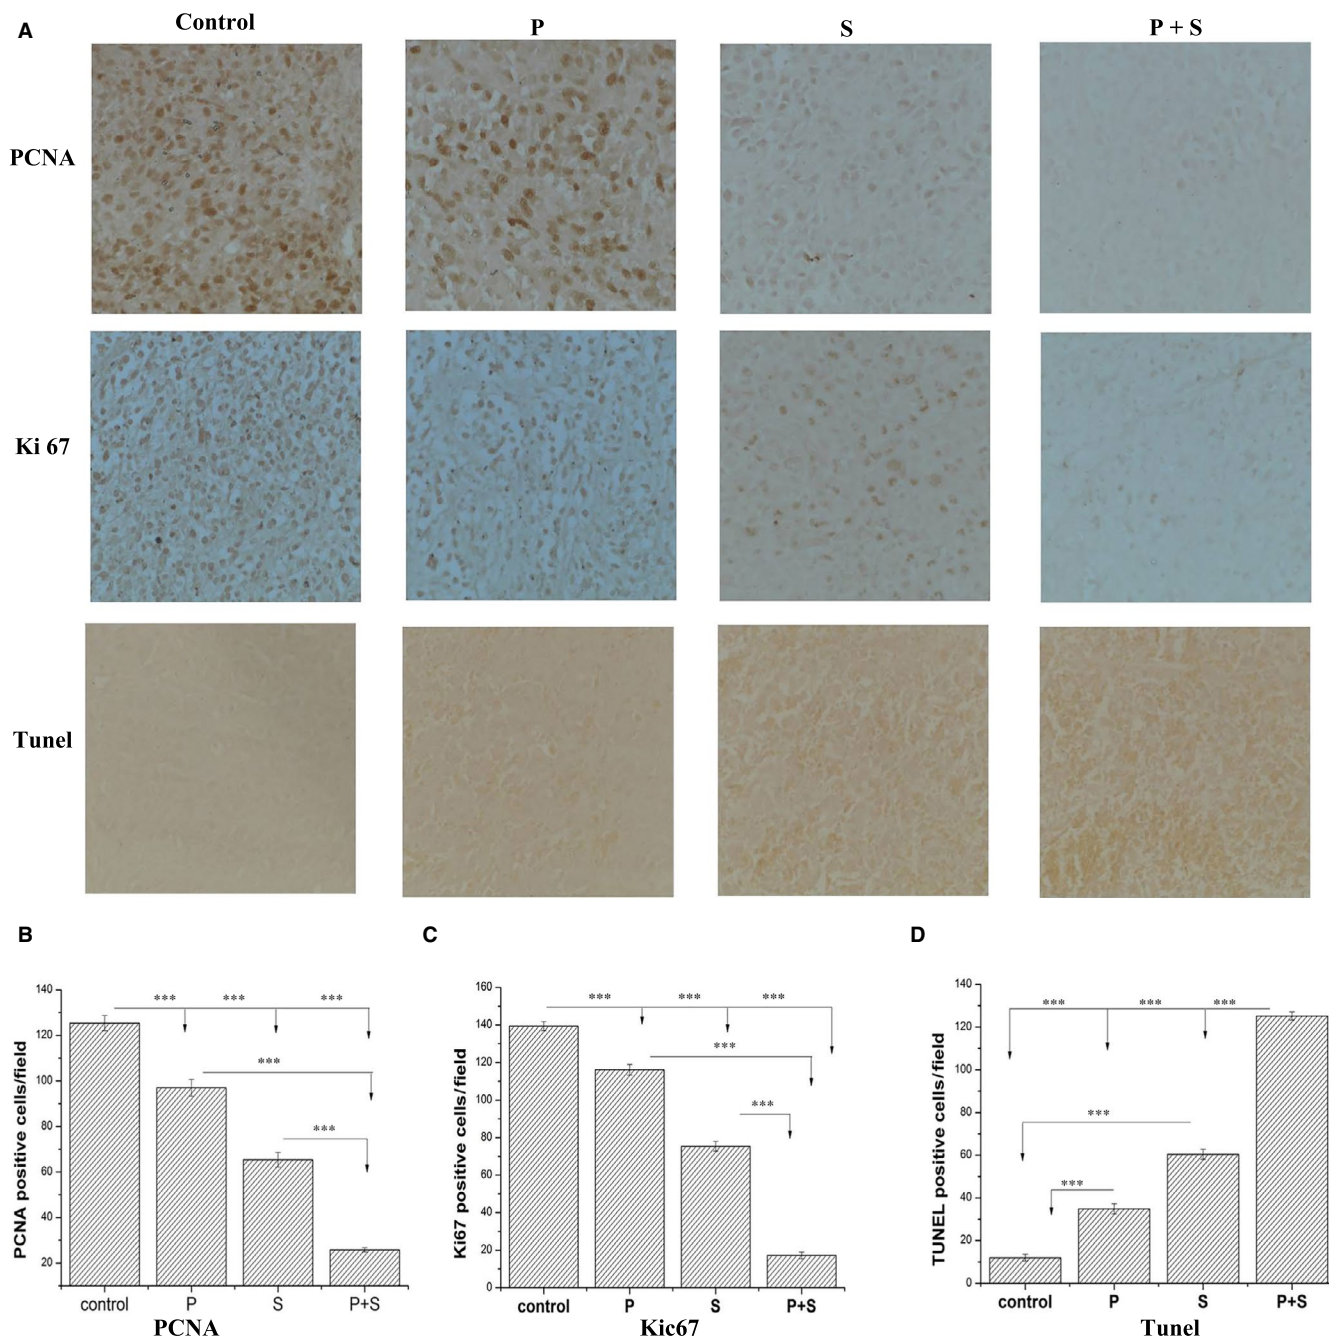 A
Control
P
S
P + S
PCNA
Ki 67
Tunel
B
C
D
PCNA positive cells/field
140
120
100
80
60
40
20
***
***
***
***
***
control
P
S
P+S
PCNA
Ki67 positive cells/field
160
140
120
100
80
60
40
20
0
***
***
***
***
***
control
P
S
P+S
Kic67
TUNEL positive cells/field
140
120
100
80
60
40
20
0
***
***
***
***
***
control
P
S
P+S
Tunel